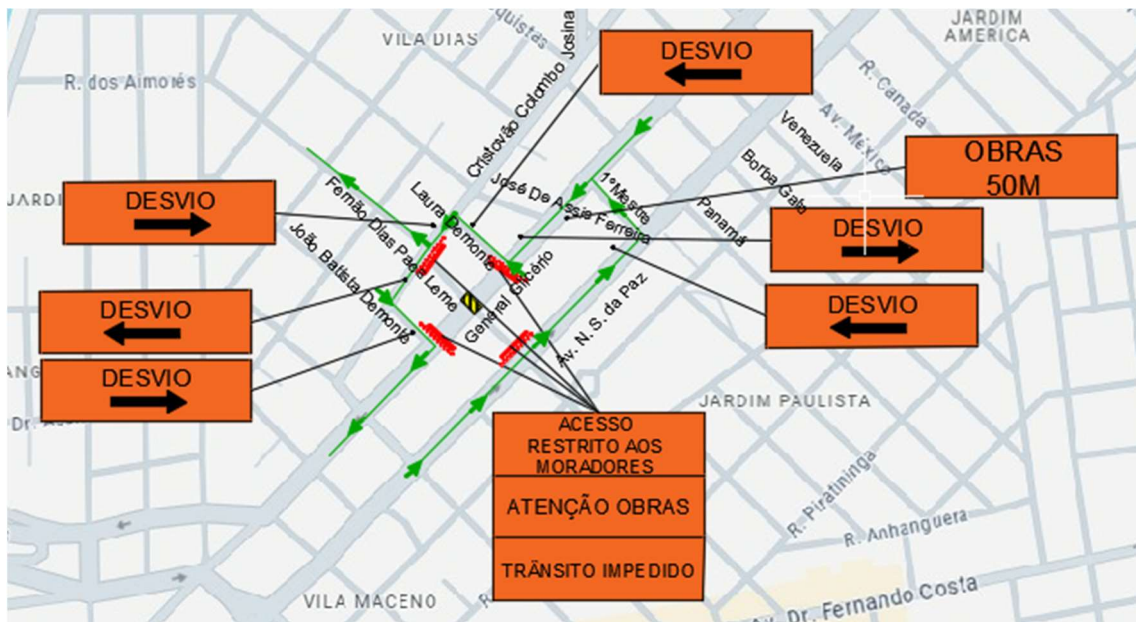 JARDIM
AMERICA
VILA DIAS
R. dos Aimorés
Cristovão Colombo Josina
DESVIO
R. Canadá
Av. México
Venezuela
Borba Gato
OBRAS
50M
DESVIO
Fernão Dias Paea Leme
Laura Demonte
José De Assis Ferreira
1º Mesue
Panamá
DESVIO
João Batista Demonte
General Glicério
Av. N. S. da Paz
DESVIO
DESVIO
DESVIO
JARDIM PAULISTA
ACESSO
RESTRITO AOS
MORADORES
ATENÇÃO OBRAS
TRÂNSITO IMPEDIDO
R. Piratininga
R. Anhanguera
VILA MACENO
Av. Dr. Fernando Costa